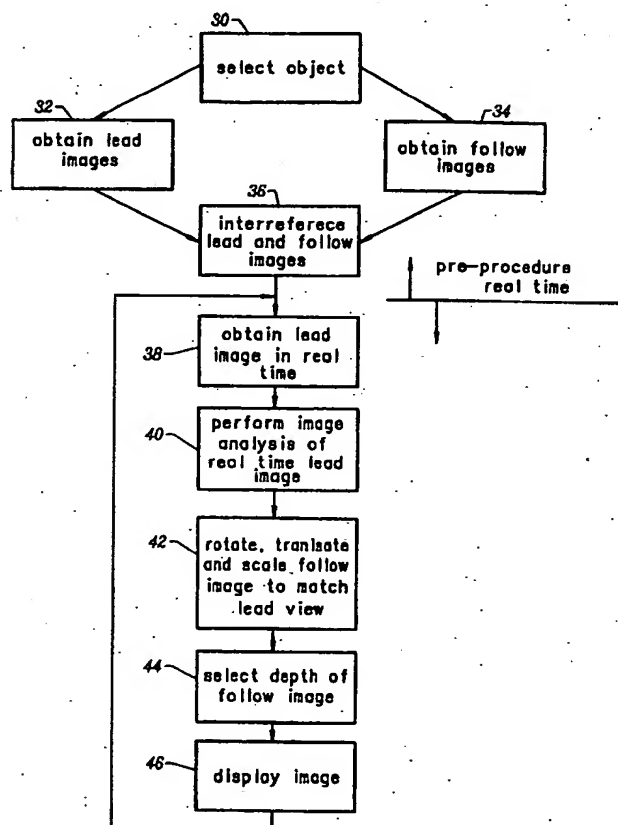 30
select object
32
obtain lead
images
34
obtain follow
images
36
interreferece
lead and follow
images
pre-procedure
real time
38
obtain lead
image in real
time
40
perform image
analysis of
real time lead
image
42
rotate, tranlsate
and scale follow
image to match
lead view
44
select depth of
follow image
46
display image